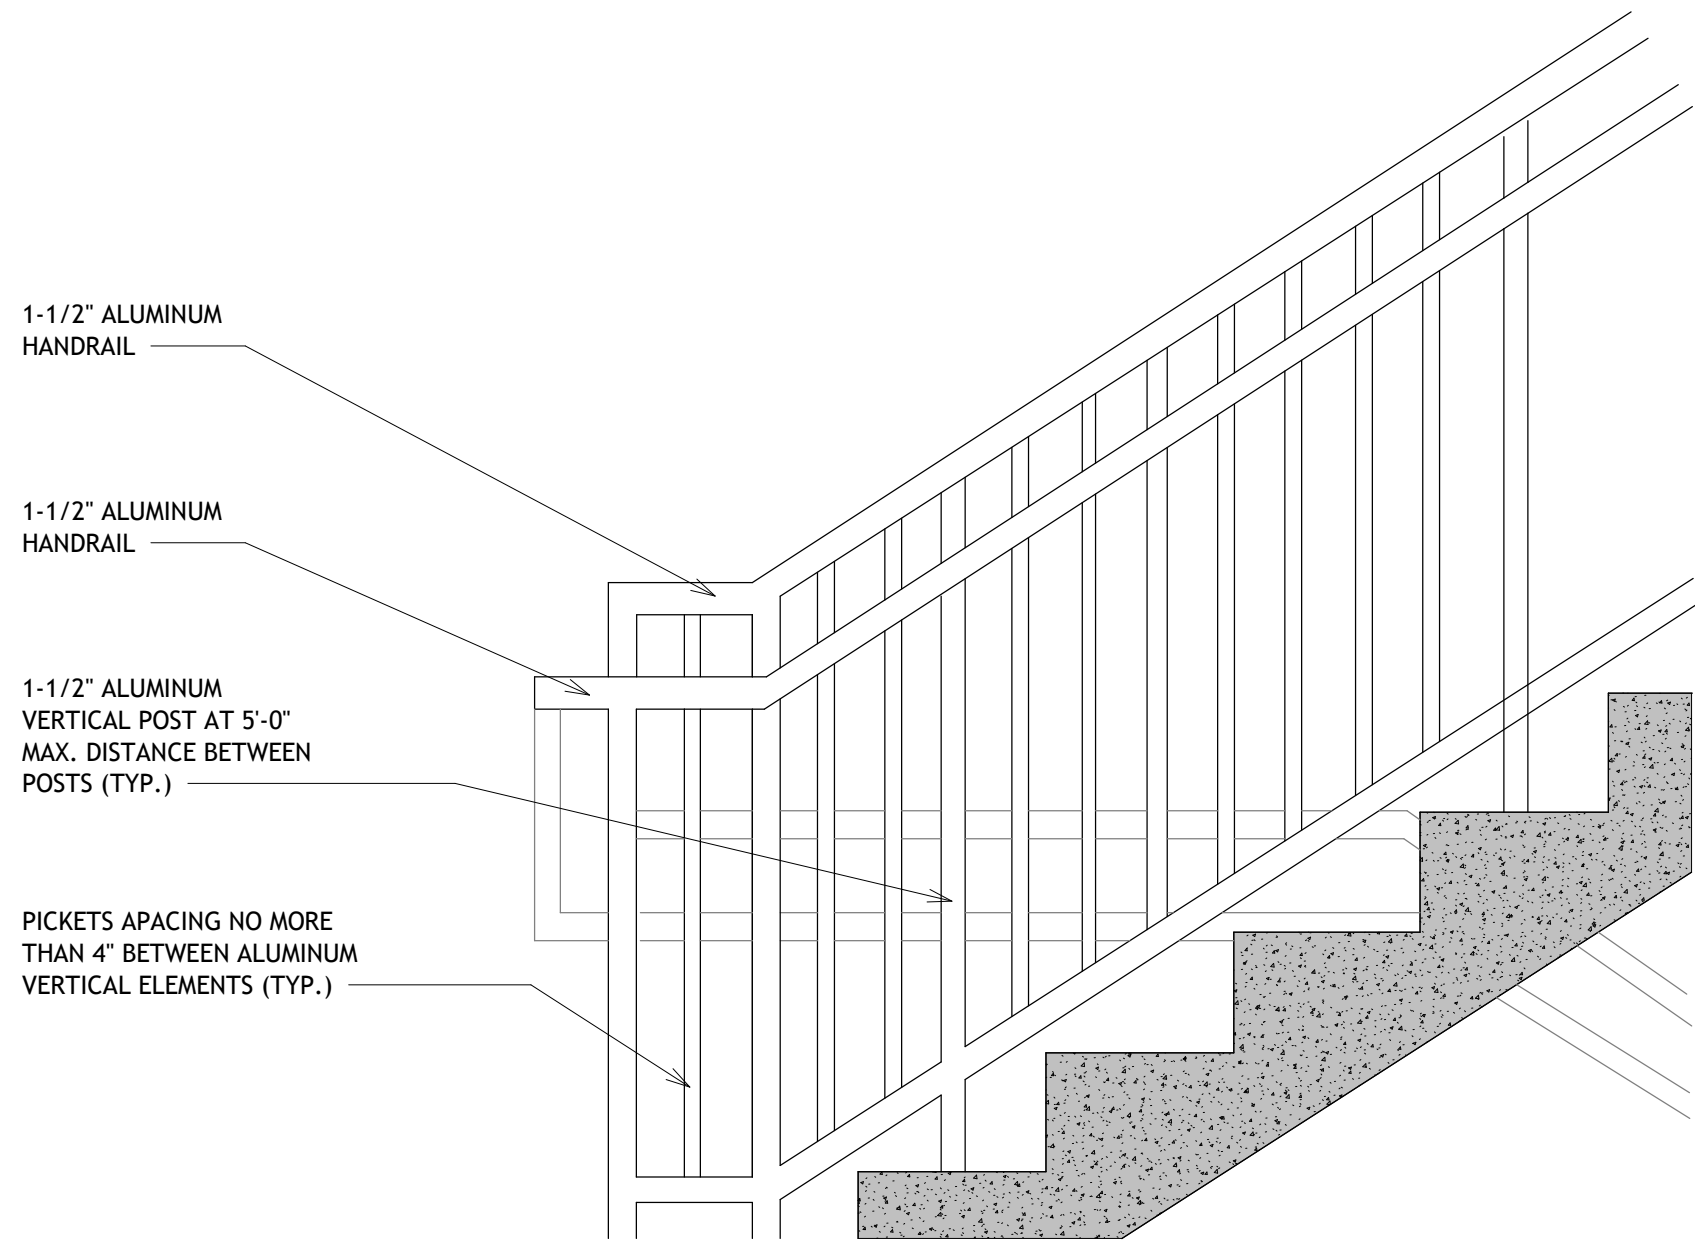 1-1/2" ALUMINUM
HANDRAIL
1-1/2" ALUMINUM
HANDRAIL
1-1/2" ALUMINUM
VERTICAL POST AT 5'-0"
MAX. DISTANCE BETWEEN
POSTS (TYP.)
PICKETS APACING NO MORE
THAN 4" BETWEEN ALUMINUM
VERTICAL ELEMENTS (TYP.)